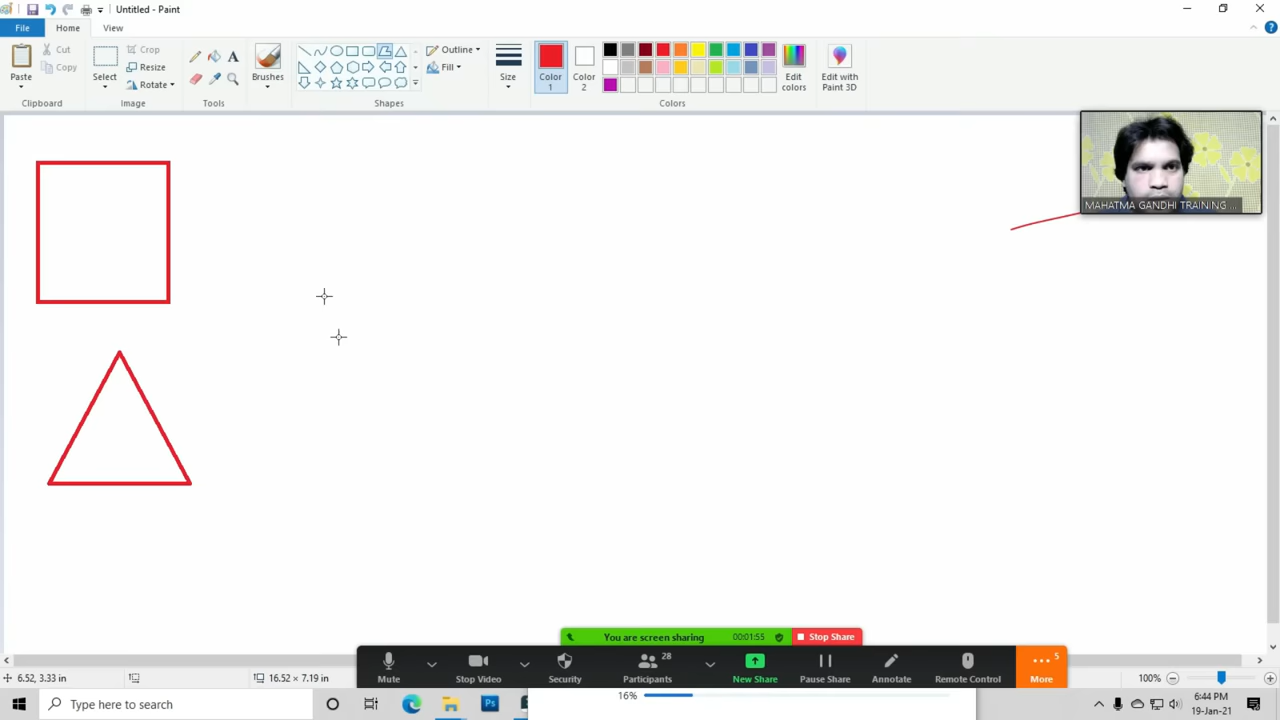 Untitled - Paint
File
Home
View
Paste
Cut
Copy
Clipboard
Select
Crop
Resize
Rotate
Image
Tools
A
Brushes
Shapes
Outline
Fill
Size
Color
1
Color
2
Colors
Edit
colors
Edit with
Paint 3D
MAHATMA GANDHI TRAINING ...
You are screen sharing
00:01:55
Stop Share
Mute
Stop Video
Security
28
Participants
New Share
Pause Share
Annotate
Remote Control
5
More
6.52, 3.33 in
16.52 × 7.19 in
100%
Type here to search
Ps
16%
6:44 PM
19-Jan-21